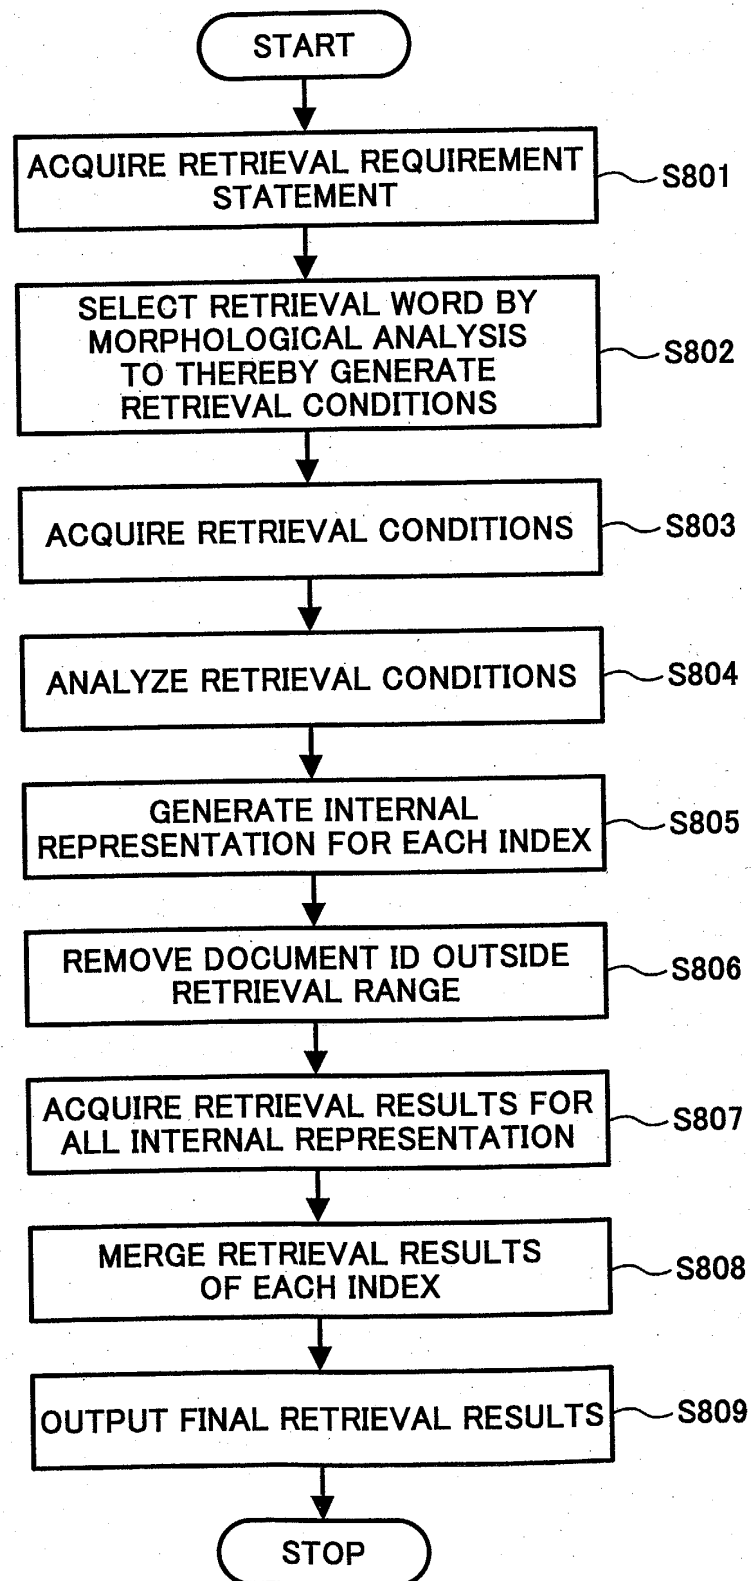 START
ACQUIRE RETRIEVAL REQUIREMENT
STATEMENT
S801
SELECT RETRIEVAL WORD BY
MORPHOLOGICAL ANALYSIS
TO THEREBY GENERATE
RETRIEVAL CONDITIONS
S802
ACQUIRE RETRIEVAL CONDITIONS
S803
ANALYZE RETRIEVAL CONDITIONS
S804
GENERATE INTERNAL
REPRESENTATION FOR EACH INDEX
S805
REMOVE DOCUMENT ID OUTSIDE
RETRIEVAL RANGE
S806
ACQUIRE RETRIEVAL RESULTS FOR
ALL INTERNAL REPRESENTATION
S807
MERGE RETRIEVAL RESULTS
OF EACH INDEX
S808
OUTPUT FINAL RETRIEVAL RESULTS
S809
STOP